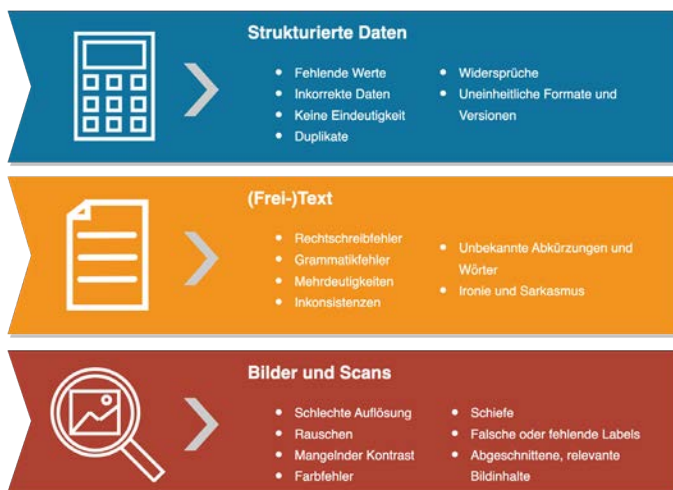 Strukturierte Daten
Fehlende Werte
Inkorrekte Daten
Keine Eindeutigkeit
Duplikate
Widersprüche
Uneinheitliche Formate und
Versionen
(Frei-)Text
Rechtschreibfehler
Grammatikfehler
Mehrdeutigkeiten
Inkonsistenzen
Unbekannte Abkürzungen und
Wörter
Ironie und Sarkasmus
Bilder und Scans
Schlechte Auflösung
Rauschen
Mangelnder Kontrast
Farbfehler
Schiefe
Falsche oder fehlende Labels
Abgeschnittene, relevante
Bildinhalte